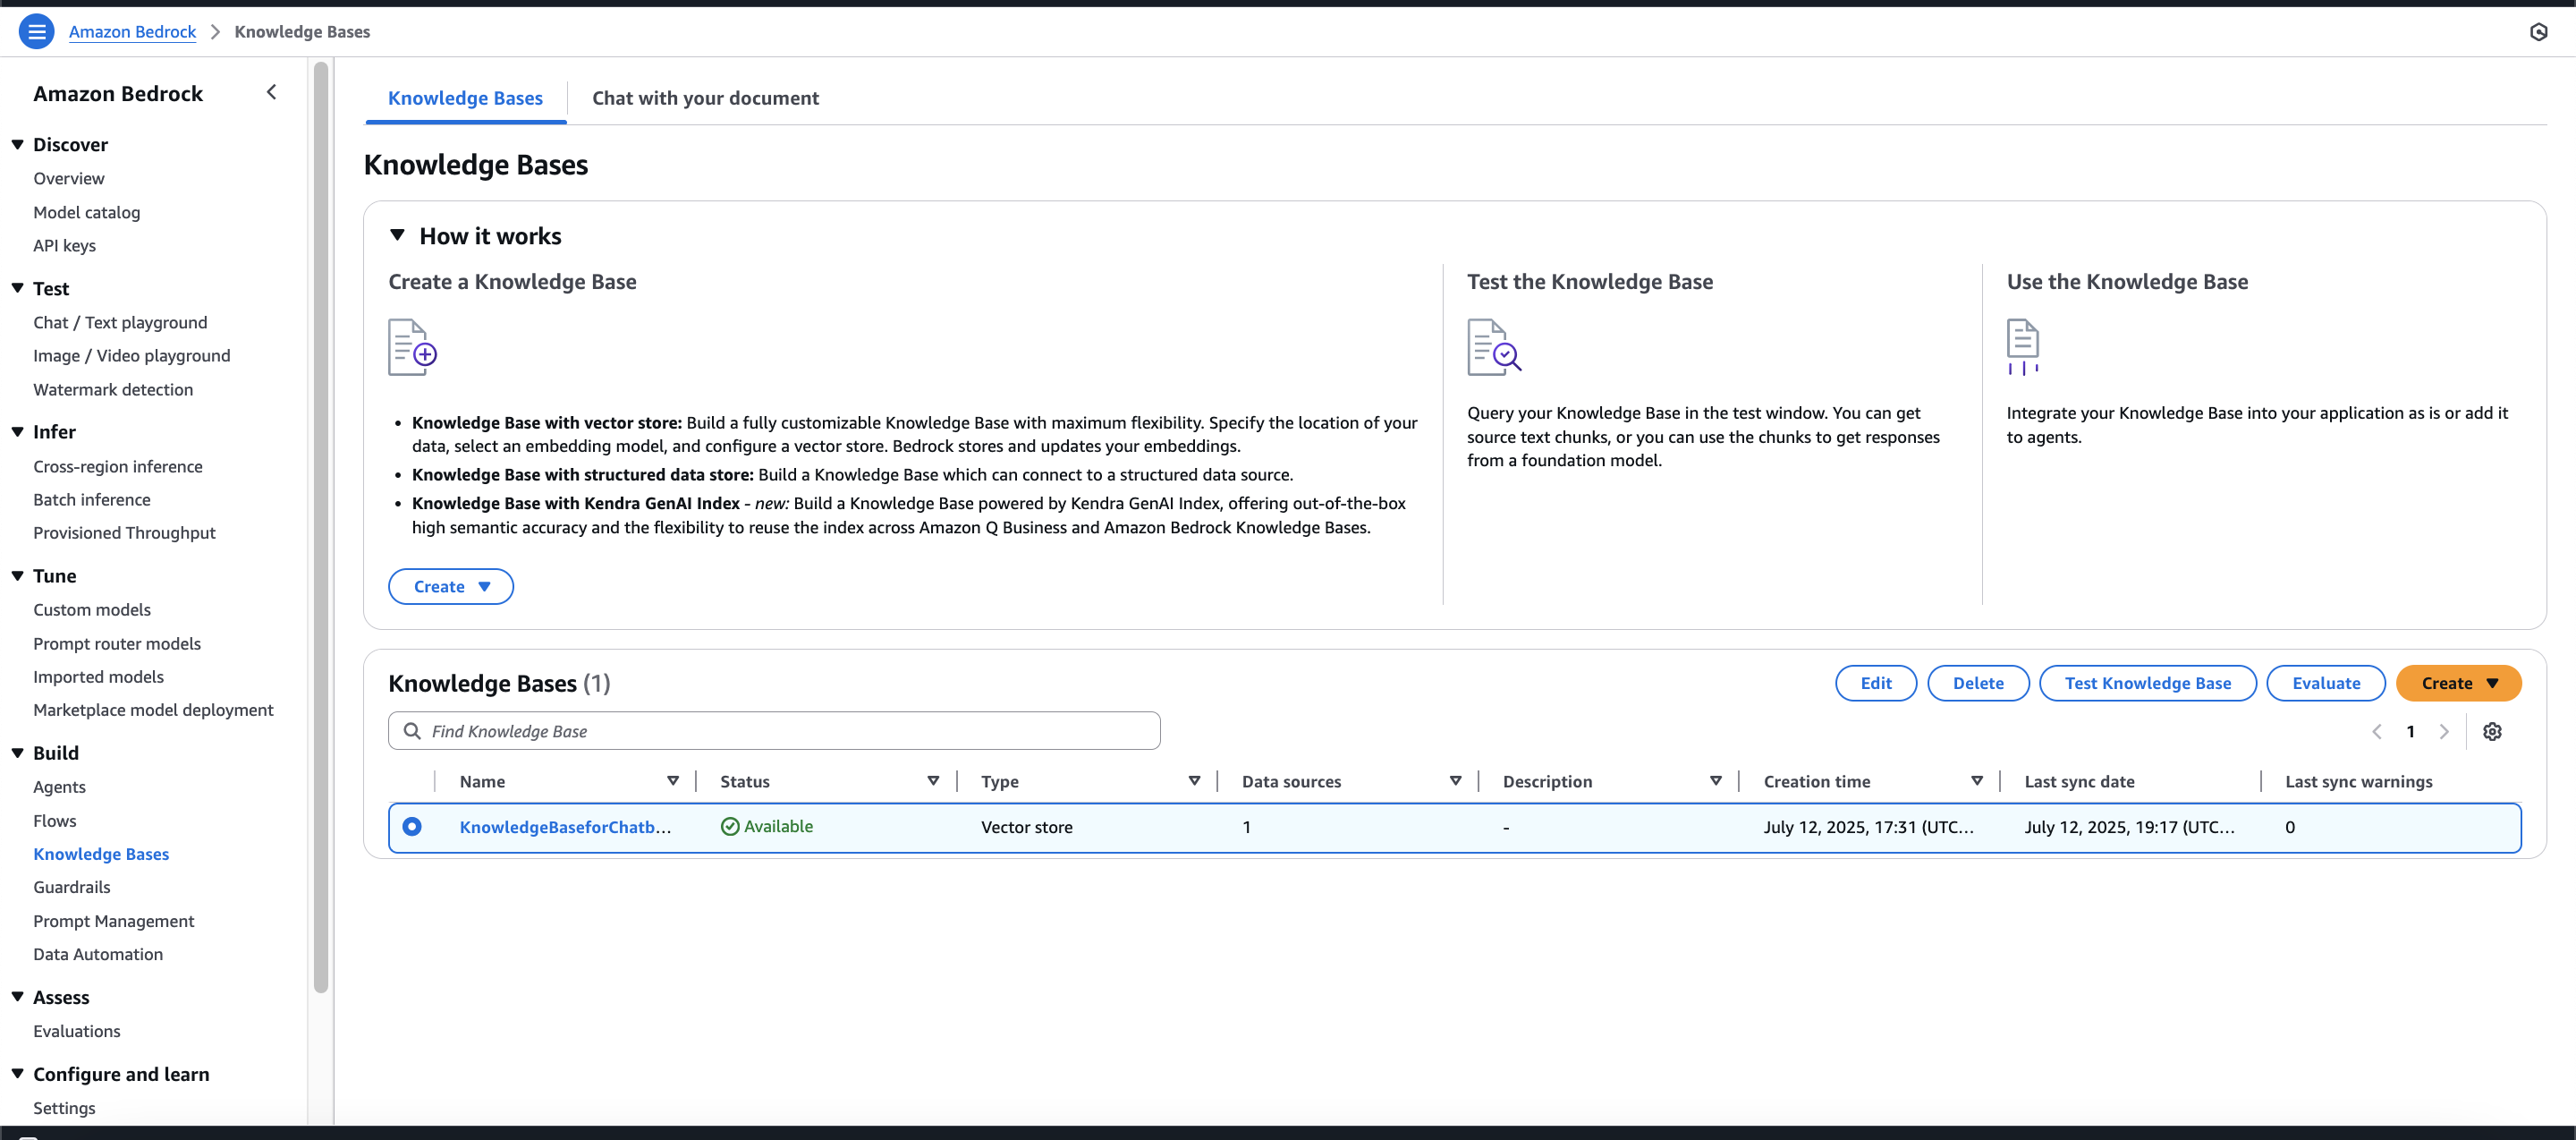 Amazon Bedrock > Knowledge Bases
Amazon Bedrock
Discover
Overview
Model catalog
API keys
Test
Chat / Text playground
Image / Video playground
Watermark detection
Infer
Cross-region inference
Batch inference
Provisioned Throughput
Tune
Custom models
Prompt router models
Imported models
Marketplace model deployment
Build
Agents
Flows
Knowledge Bases
Guardrails
Prompt Management
Data Automation
Assess
Evaluations
Configure and learn
Settings
Knowledge Bases Chat with your document
Knowledge Bases
How it works
Create a Knowledge Base
• Knowledge Base with vector store: Build a fully customizable Knowledge Base with maximum flexibility. Specify the location of your
data, select an embedding model, and configure a vector store. Bedrock stores and updates your embeddings.
• Knowledge Base with structured data store: Build a Knowledge Base which can connect to a structured data source.
• Knowledge Base with Kendra GenAI Index - new: Build a Knowledge Base powered by Kendra GenAI Index, offering out-of-the-box
high semantic accuracy and the flexibility to reuse the index across Amazon Q Business and Amazon Bedrock Knowledge Bases.
Create
Test the Knowledge Base
Query your Knowledge Base in the test window. You can get
source text chunks, or you can use the chunks to get responses
from a foundation model.
Use the Knowledge Base
Integrate your Knowledge Base into your application as is or add it
to agents.
Knowledge Bases (1)
Edit Delete Test Knowledge Base Evaluate Create
Find Knowledge Base
1
Name Status Type Data sources Description Creation time Last sync date Last sync warnings
KnowledgeBaseforChatb... Available Vector store 1 - July 12, 2025, 17:31 (UTC... July 12, 2025, 19:17 (UTC... 0